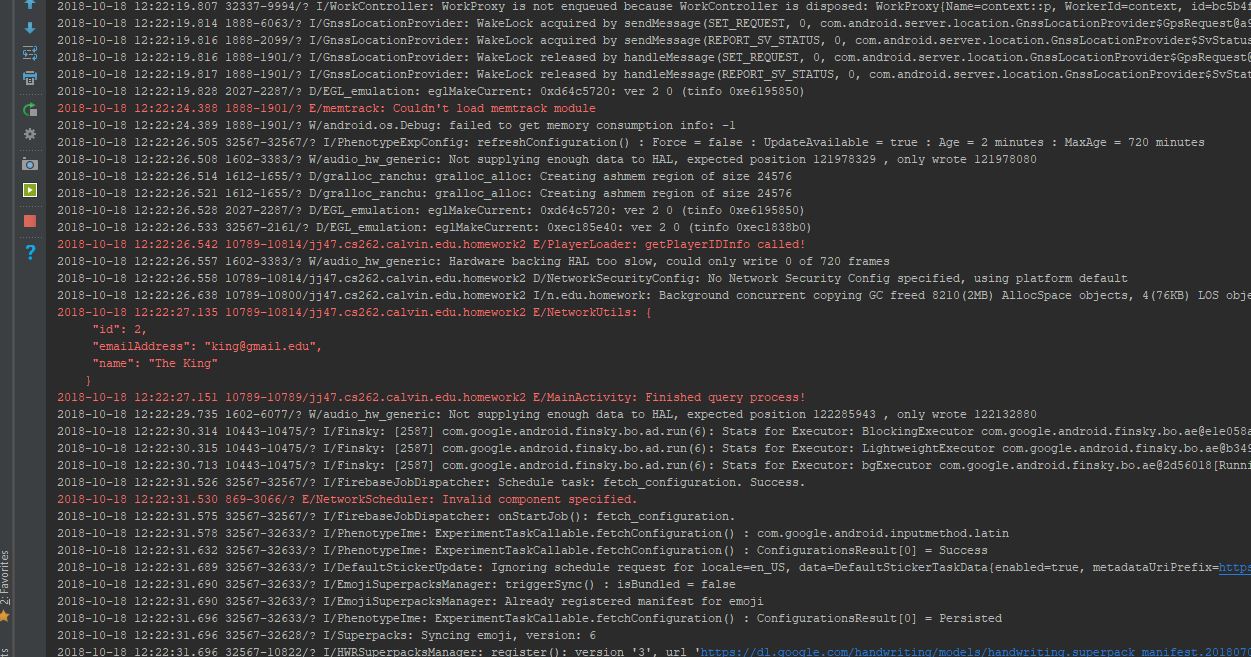 2018-10-18 12:22:19.807 32337-9994/? I/WorkController: WorkProxy is not enqueued because WorkController is disposed: WorkProxy{Name=context::p, WorkerId=context, id=bc5b4f
2018-10-18 12:22:19.814 1888-6063/? I/GnssLocationProvider: WakeLock acquired by sendMessage(SET_REQUEST, 0, com.android.server.location.GnssLocationProvider$GpsRequest@a9
2018-10-18 12:22:19.816 1888-2099/? I/GnssLocationProvider: WakeLock acquired by sendMessage(REPORT_SV_STATUS, 0, com.android.server.location.GnssLocationProvider$SvStatus
2018-10-18 12:22:19.816 1888-1901/? I/GnssLocationProvider: WakeLock released by handleMessage(SET_REQUEST, 0, com.android.server.location.GnssLocationProvider$GpsRequest@
2018-10-18 12:22:19.817 1888-1901/? I/GnssLocationProvider: WakeLock released by handleMessage(REPORT_SV_STATUS, 0, com.android.server.location.GnssLocationProvider$SvStat
2018-10-18 12:22:19.828 2027-2287/? D/EGL_emulation: eglMakeCurrent: 0xd64c5720: ver 2 0 (tinfo 0xe6195850)
2018-10-18 12:22:24.388 1888-1901/? E/memtrack: Couldn't load memtrack module
2018-10-18 12:22:24.389 1888-1901/? W/android.os.Debug: failed to get memory consumption info: -1
2018-10-18 12:22:26.505 32567-32567/? I/PhenotypeExpConfig: refreshConfiguration() : Force = false : UpdateAvailable = true : Age = 2 minutes : MaxAge = 720 minutes
2018-10-18 12:22:26.508 1602-3383/? W/audio_hw_generic: Not supplying enough data to HAL, expected position 121978329 , only wrote 121978080
2018-10-18 12:22:26.514 1612-1655/? D/gralloc_ranchu: gralloc_alloc: Creating ashmem region of size 24576
2018-10-18 12:22:26.521 1612-1655/? D/gralloc_ranchu: gralloc_alloc: Creating ashmem region of size 24576
2018-10-18 12:22:26.528 2027-2287/? D/EGL_emulation: eglMakeCurrent: 0xd64c5720: ver 2 0 (tinfo 0xe6195850)
2018-10-18 12:22:26.533 32567-2161/? D/EGL_emulation: eglMakeCurrent: 0xec185e40: ver 2 0 (tinfo 0xec1838b0)
2018-10-18 12:22:26.542 10789-10814/jj47.cs262.calvin.edu.homework2 E/PlayerLoader: getPlayerIDInfo called!
2018-10-18 12:22:26.557 1602-3383/? W/audio_hw_generic: Hardware backing HAL too slow, could only write 0 of 720 frames
2018-10-18 12:22:26.558 10789-10814/jj47.cs262.calvin.edu.homework2 D/NetworkSecurityConfig: No Network Security Config specified, using platform default
2018-10-18 12:22:26.638 10789-10800/jj47.cs262.calvin.edu.homework2 I/n.edu.homework: Background concurrent copying GC freed 8210(2MB) AllocSpace objects, 4(76KB) LOS obje
2018-10-18 12:22:27.135 10789-10814/jj47.cs262.calvin.edu.homework2 E/NetworkUtils: {
"id": 2,
"emailAddress": "king@gmail.edu",
"name": "The King"
}
2018-10-18 12:22:27.151 10789-10789/jj47.cs262.calvin.edu.homework2 E/MainActivity: Finished query process!
2018-10-18 12:22:29.735 1602-6077/? W/audio_hw_generic: Not supplying enough data to HAL, expected position 122285943 , only wrote 122132880
2018-10-18 12:22:30.314 10443-10475/? I/Finsky: [2587] com.google.android.finsky.bo.ad.run(6): Stats for Executor: BlockingExecutor com.google.android.finsky.bo.ae@e1e058a
2018-10-18 12:22:30.315 10443-10475/? I/Finsky: [2587] com.google.android.finsky.bo.ad.run(6): Stats for Executor: LightweightExecutor com.google.android.finsky.bo.ae@b349
2018-10-18 12:22:30.713 10443-10475/? I/Finsky: [2587] com.google.android.finsky.bo.ad.run(6): Stats for Executor: bgExecutor com.google.android.finsky.bo.ae@2d56018[Runni
2018-10-18 12:22:31.526 32567-32567/? I/FirebaseJobDispatcher: Schedule task: fetch_configuration. Success.
2018-10-18 12:22:31.530 869-3066/? E/NetworkScheduler: Invalid component specified.
2018-10-18 12:22:31.575 32567-32567/? I/FirebaseJobDispatcher: onStartJob(): fetch_configuration.
2018-10-18 12:22:31.578 32567-32633/? I/PhenotypeIme: ExperimentTaskCallable.fetchConfiguration() : com.google.android.inputmethod.latin
2018-10-18 12:22:31.632 32567-32633/? I/PhenotypeIme: ExperimentTaskCallable.fetchConfiguration() : ConfigurationsResult[0] = Success
2018-10-18 12:22:31.689 32567-32633/? I/DefaultStickerUpdate: Ignoring schedule request for locale=en_US, data=DefaultStickerTaskData{enabled=true, metadataUriPrefix=https
2018-10-18 12:22:31.690 32567-32633/? I/EmojiSuperpacksManager: triggerSync() : isBundled = false
2018-10-18 12:22:31.690 32567-32633/? I/EmojiSuperpacksManager: Already registered manifest for emoji
2018-10-18 12:22:31.696 32567-32633/? I/PhenotypeIme: ExperimentTaskCallable.fetchConfiguration() : ConfigurationsResult[0] = Persisted
2018-10-18 12:22:31.696 32567-32628/? I/Superpacks: Syncing emoji, version: 6
2018-10-18 12:22:31.696 32567-10822/? I/HWRSuperpacksManager: register(): version '3', url 'https://dl.google.com/handwriting/models/handwriting.superpack_manifest.2018070
2: Favorites